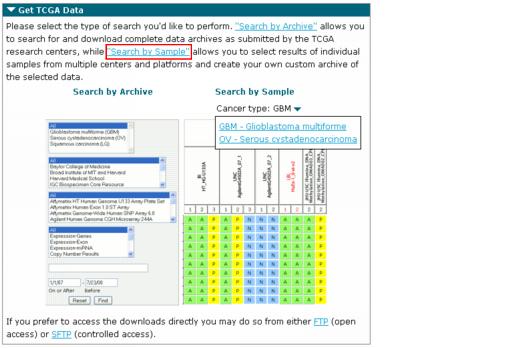 Get TCGA Data
Please select the type of search you'd like to perform. "Search by Archive" allows you
to search for and download complete data archives as submitted by the TCGA
research centers, while "Search by Sample" allows you to select results of individual
samples from multiple centers and platforms and create your own custom archive of
the selected data.
Search by Archive
Search by Sample
Cancer type: GBM
GBM - Glioblastoma multiforme
OV - Serous cystadenocarcinoma
All
Glioblastoma multiforme (GBM)
Serous cystadenocarcinoma (OV)
Squamous carcinoma (LG)
All
Baylor College of Medicine
Broad Institute of MIT and Harvard
Harvard Medical School
IGC Biospecimen Core Resource
All
Affymetrix HT Human Genome U133 Array Plate Set
Affymetrix Human Exon 1.0 ST Array
Affymetrix Genome-Wide Human SNP Array 6.0
Agilent Human Genome CGH Microarray 244A
All
Expression-Genes
Expression-Exon
Expression-miRNA
Copy Number Results
1/1/07 - 7/23/08
On or After Before
Reset Find
BI
HT_HG-U133A
UNC
AgilentG4502A_07_1
UNC
AgilentG4502A_07_2
If you prefer to access the downloads directly you may do so from either FTP (open
access) or SFTP (controlled access).